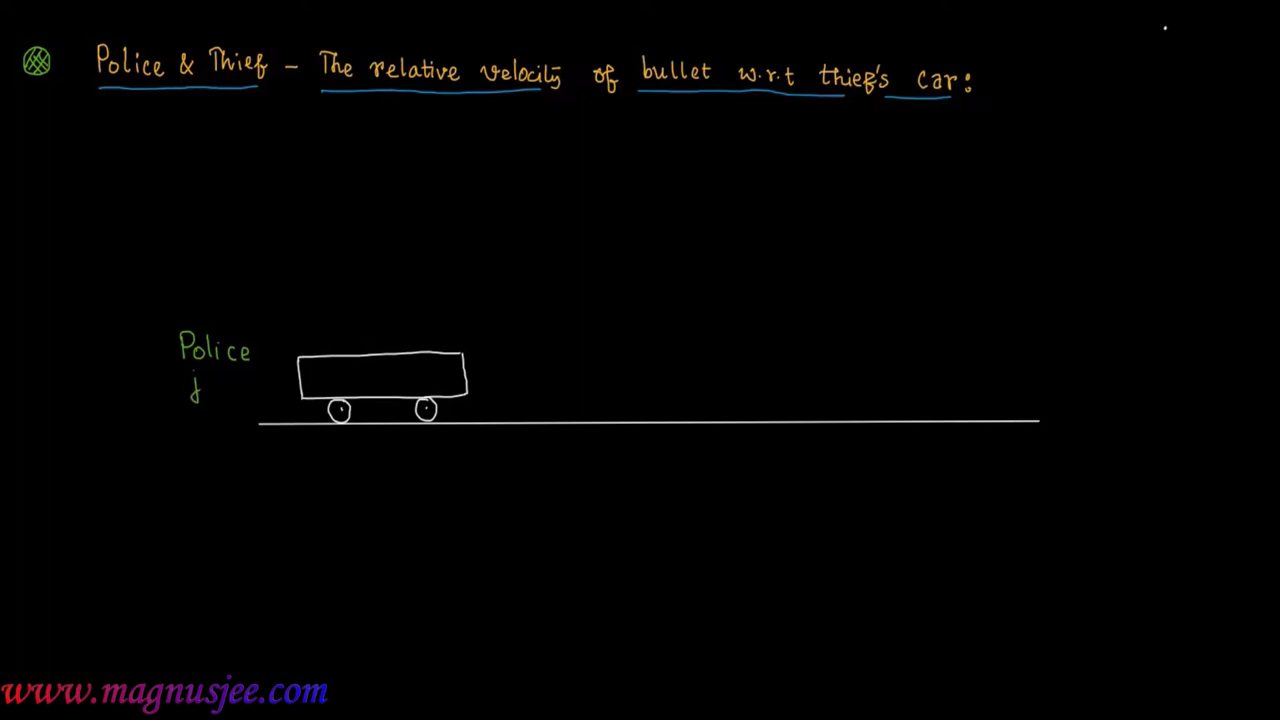 Police & Thief - The relative velocity of bullet w.r.t thief's car:
Police
j
www.magnusjee.com